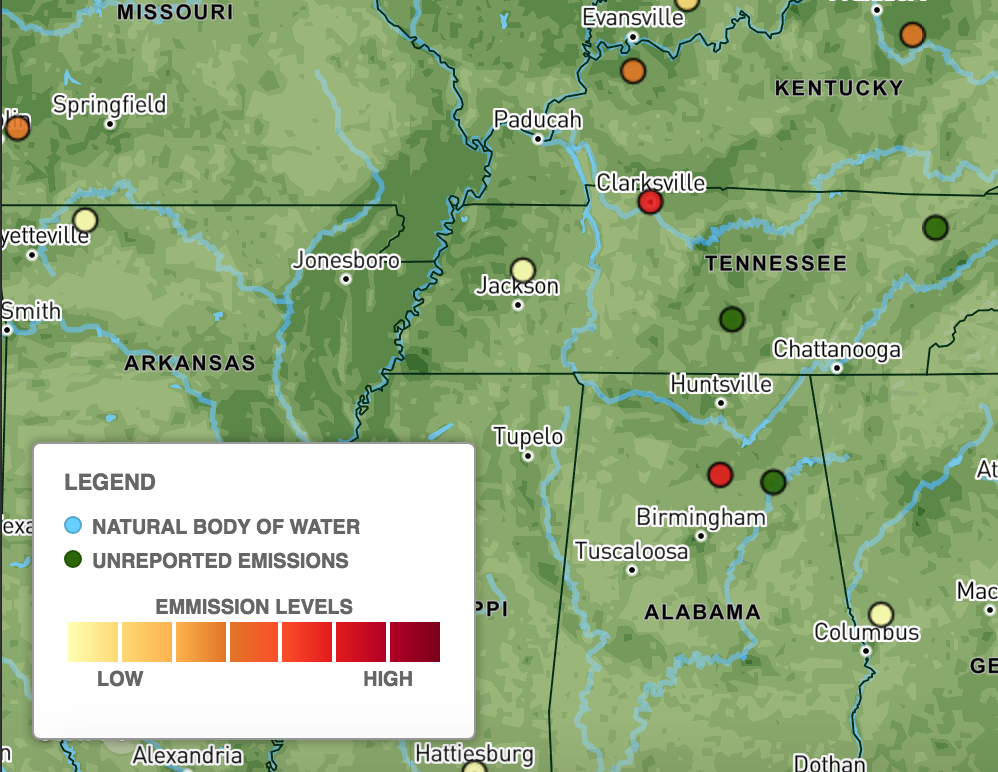 MISSOURI
Evansville
KENTUCKY
Springfield
Paducah
Clarksville
yetteville
Jonesboro
TENNESSEE
Jackson
Smith
ARKANSAS
Chattanooga
Huntsville
Tupelo
At
LEGEND
NATURAL BODY OF WATER
UNREPORTED EMISSIONS
EMMISSION LEVELS
LOW
HIGH
exa
Birmingham
Tuscaloosa
PPI
ALABAMA
Mac
Columbus
GE
n
Alexandria
Hattiesburg
Dothan